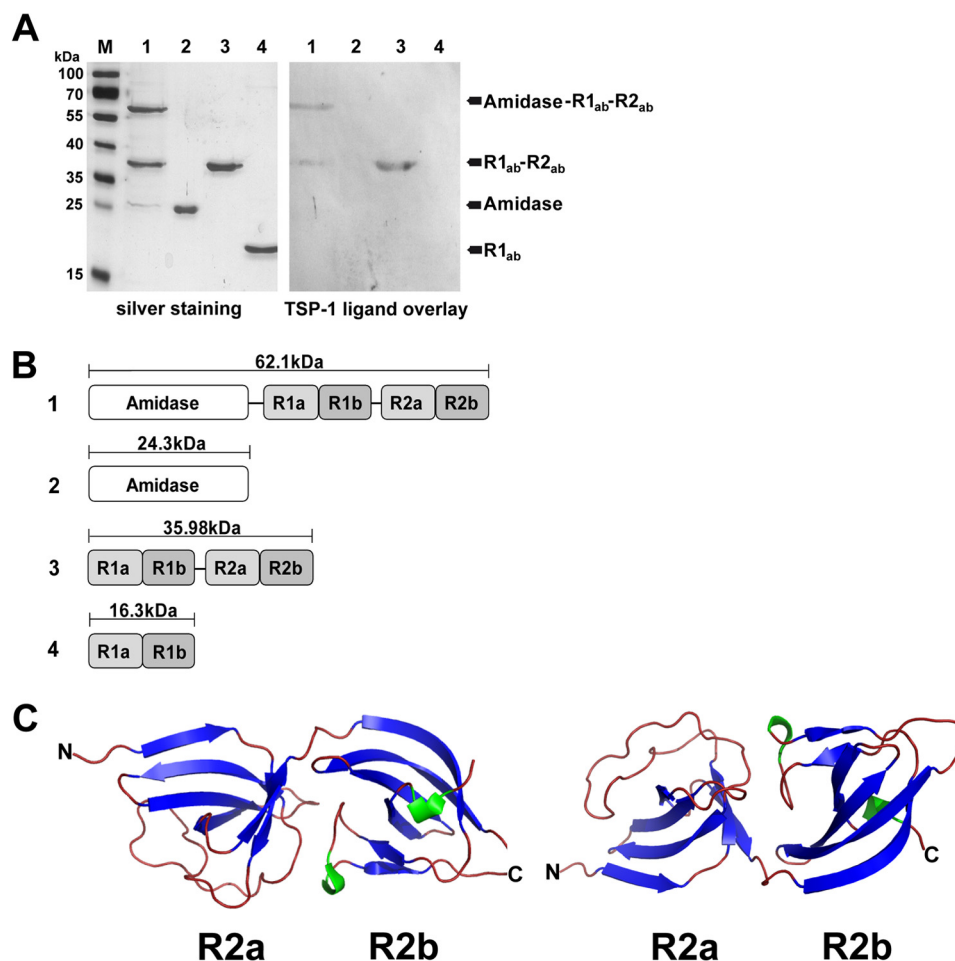 A
kDa M 1 2 3 4 1 2 3 4
100
70
55
40
35
25
15
Amidase-R1ab-R2ab
R1ab-R2ab
Amidase
R1ab
silver staining TSP-1 ligand overlay
B
62.1kDa
1 Amidase R1a R1b R2a R2b
24.3kDa
2 Amidase
35.98kDa
3 R1a R1b R2a R2b
16.3kDa
4 R1a R1b
C
N C N C
R2a R2b R2a R2b